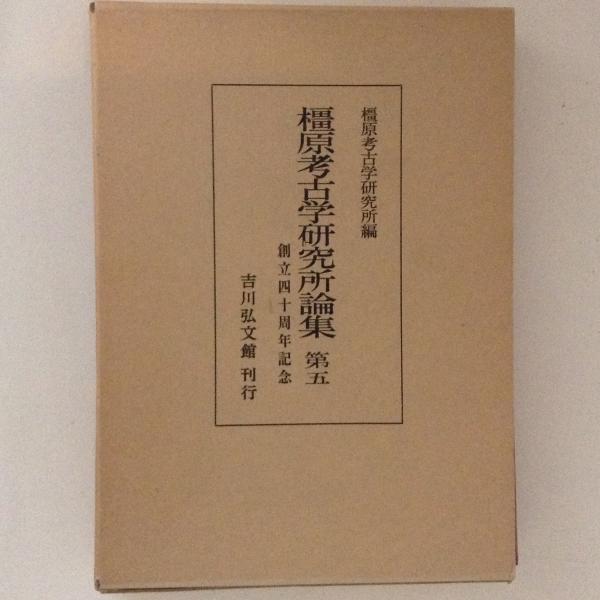 橿原考古学研究所編
橿原考古学研究所論集 第五
創立四十周年記念
吉川弘文館 刊行